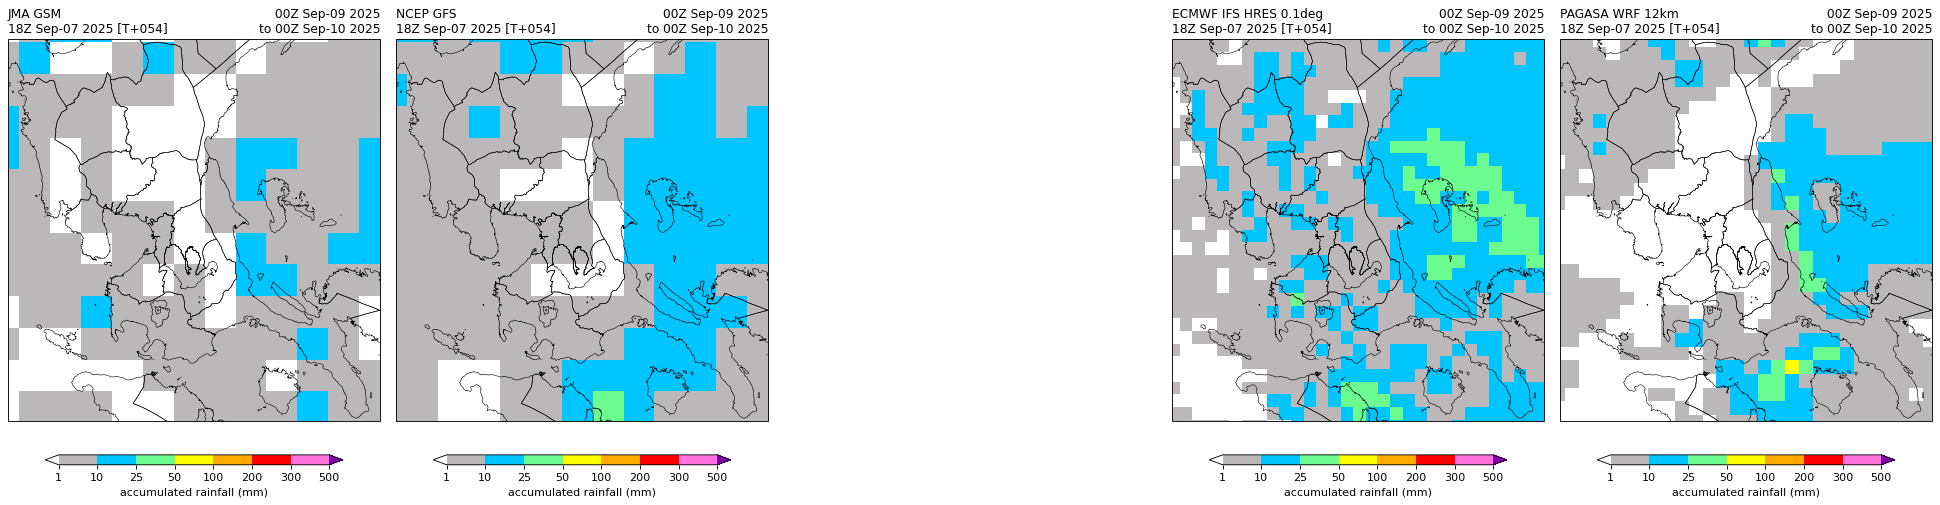 JMA GSM 00Z Sep-09 2025
18Z Sep-07 2025 [T+054] to 00Z Sep-10 2025
1 10 25 50 100 200 300 500
accumulated rainfall (mm)
NCEP GFS 00Z Sep-09 2025
18Z Sep-07 2025 [T+054] to 00Z Sep-10 2025
1 10 25 50 100 200 300 500
accumulated rainfall (mm)
ECMWF IFS HRES 0.1deg 00Z Sep-09 2025
18Z Sep-07 2025 [T+054] to 00Z Sep-10 2025
1 10 25 50 100 200 300 500
accumulated rainfall (mm)
PAGASA WRF 12km 00Z Sep-09 2025
18Z Sep-07 2025 [T+054] to 00Z Sep-10 2025
1 10 25 50 100 200 300 500
accumulated rainfall (mm)